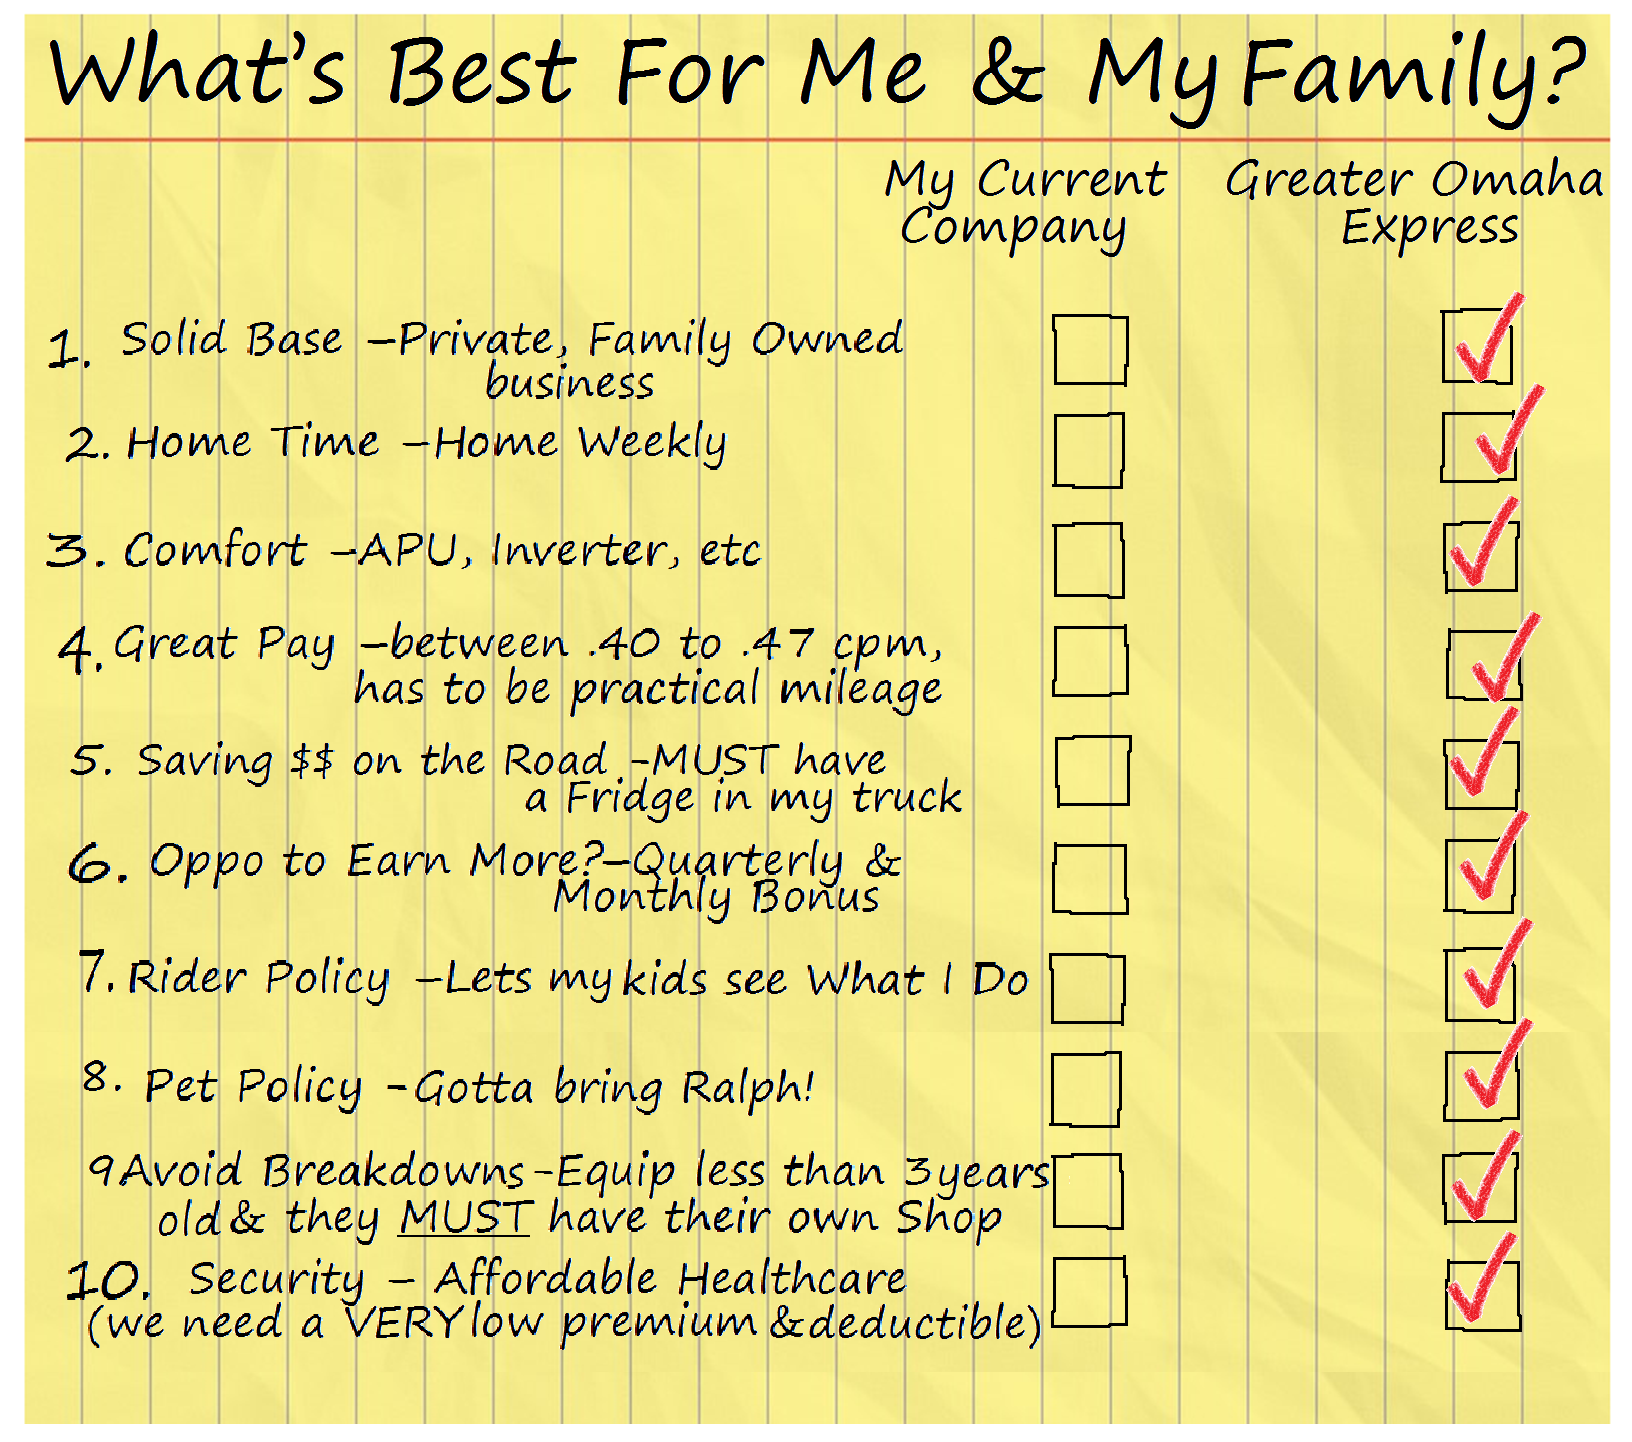 What's Best For Me & My Family?
My Current Greater Omaha
Company Express
1. Solid Base –Private, Family Owned
business
2. Home Time –Home Weekly
3. Comfort –APU, Inverter, etc
4. Great Pay –between .40 to .47 cpm,
has to be practical mileage
5. Saving $$ on the Road -MUST have
a Fridge in my truck
6. Oppo to Earn More?–Quarterly &
Monthly Bonus
7. Rider Policy –Lets my kids see What I Do
8. Pet Policy -Gotta bring Ralph!
9 Avoid Breakdowns-Equip less than 3 years
old & they MUST have their own Shop
10. Security – Affordable Healthcare
(we need a VERY low premium & deductible)